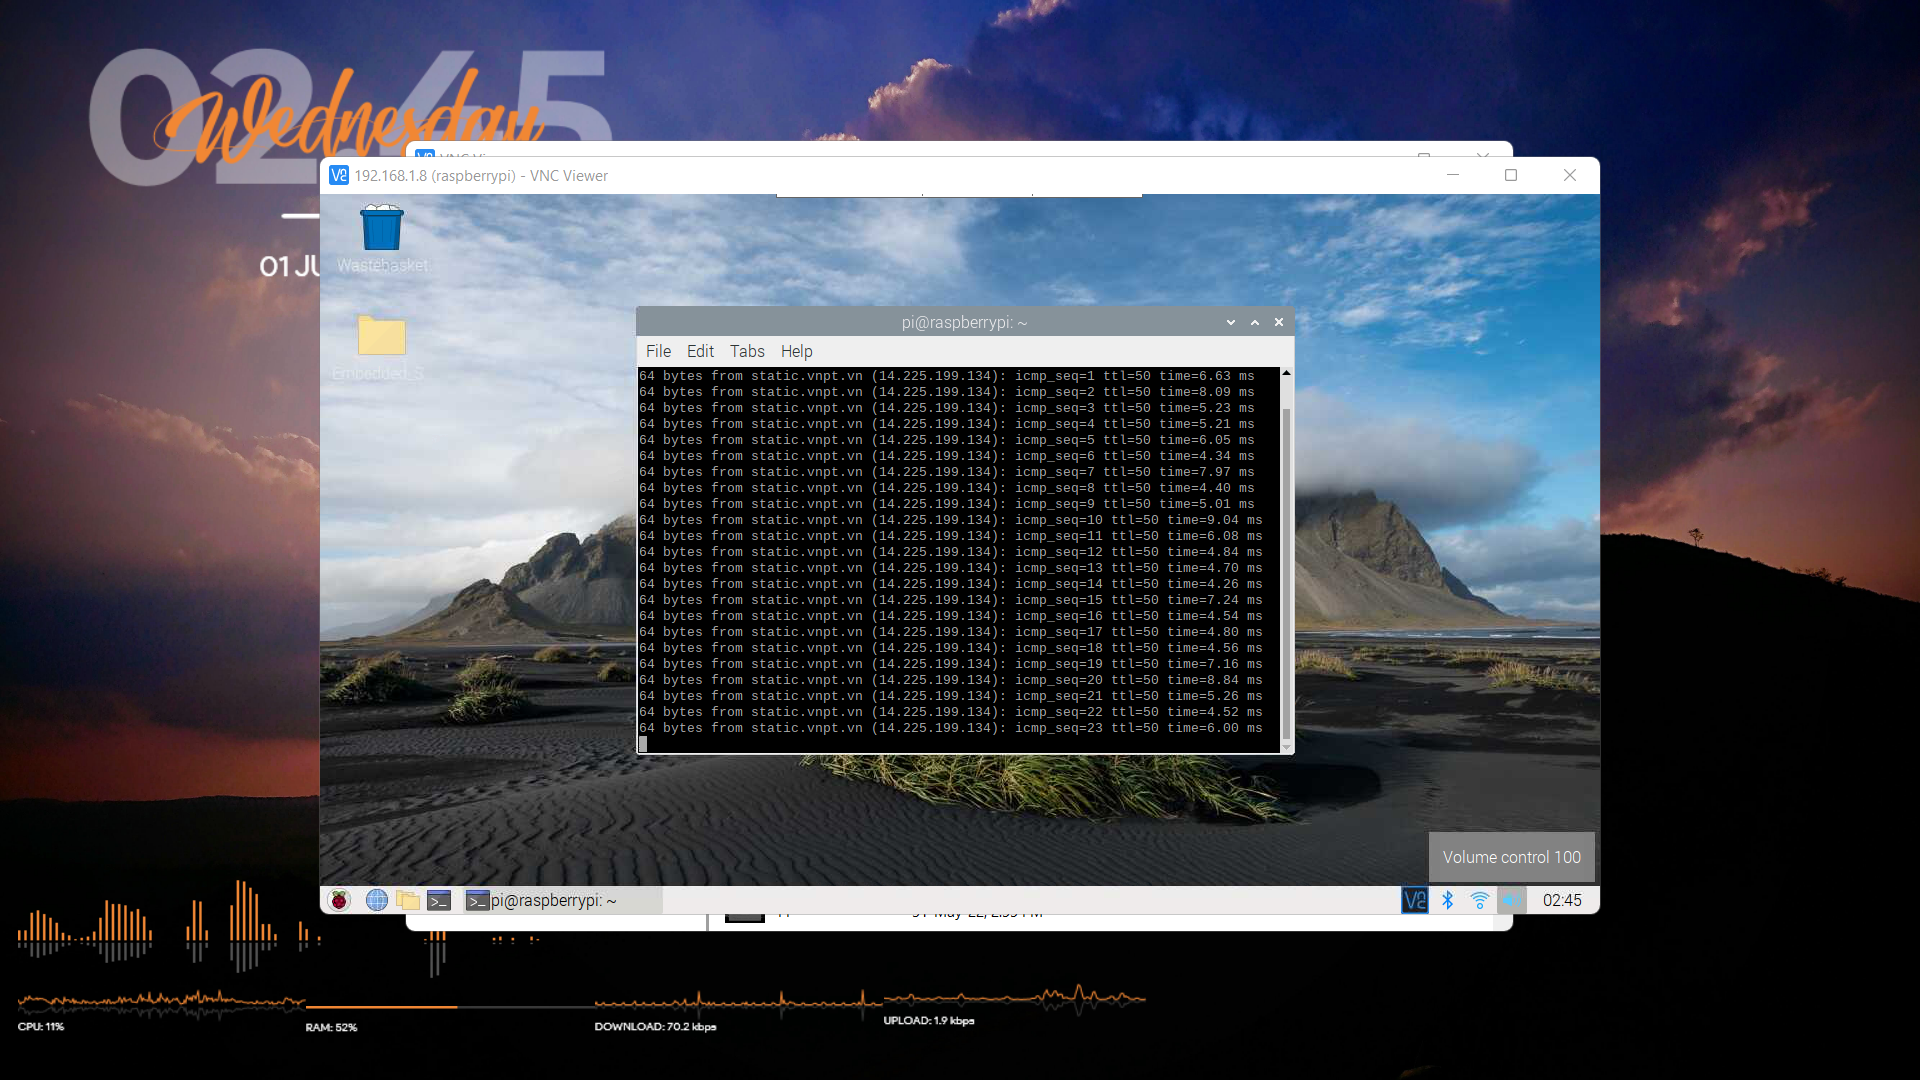 02:45
Wednesday
01 JU
192.168.1.8 (raspberrypi) - VNC Viewer
Wastebasket
Embedded_S
pi@raspberrypi: ~
File Edit Tabs Help
64 bytes from static.vnpt.vn (14.225.199.134): icmp_seq=1 ttl=50 time=6.63 ms
64 bytes from static.vnpt.vn (14.225.199.134): icmp_seq=2 ttl=50 time=8.09 ms
64 bytes from static.vnpt.vn (14.225.199.134): icmp_seq=3 ttl=50 time=5.23 ms
64 bytes from static.vnpt.vn (14.225.199.134): icmp_seq=4 ttl=50 time=5.21 ms
64 bytes from static.vnpt.vn (14.225.199.134): icmp_seq=5 ttl=50 time=6.05 ms
64 bytes from static.vnpt.vn (14.225.199.134): icmp_seq=6 ttl=50 time=4.34 ms
64 bytes from static.vnpt.vn (14.225.199.134): icmp_seq=7 ttl=50 time=7.97 ms
64 bytes from static.vnpt.vn (14.225.199.134): icmp_seq=8 ttl=50 time=4.40 ms
64 bytes from static.vnpt.vn (14.225.199.134): icmp_seq=9 ttl=50 time=5.01 ms
64 bytes from static.vnpt.vn (14.225.199.134): icmp_seq=10 ttl=50 time=9.04 ms
64 bytes from static.vnpt.vn (14.225.199.134): icmp_seq=11 ttl=50 time=6.08 ms
64 bytes from static.vnpt.vn (14.225.199.134): icmp_seq=12 ttl=50 time=4.84 ms
64 bytes from static.vnpt.vn (14.225.199.134): icmp_seq=13 ttl=50 time=4.70 ms
64 bytes from static.vnpt.vn (14.225.199.134): icmp_seq=14 ttl=50 time=4.26 ms
64 bytes from static.vnpt.vn (14.225.199.134): icmp_seq=15 ttl=50 time=7.24 ms
64 bytes from static.vnpt.vn (14.225.199.134): icmp_seq=16 ttl=50 time=4.54 ms
64 bytes from static.vnpt.vn (14.225.199.134): icmp_seq=17 ttl=50 time=4.80 ms
64 bytes from static.vnpt.vn (14.225.199.134): icmp_seq=18 ttl=50 time=4.56 ms
64 bytes from static.vnpt.vn (14.225.199.134): icmp_seq=19 ttl=50 time=7.16 ms
64 bytes from static.vnpt.vn (14.225.199.134): icmp_seq=20 ttl=50 time=8.84 ms
64 bytes from static.vnpt.vn (14.225.199.134): icmp_seq=21 ttl=50 time=5.26 ms
64 bytes from static.vnpt.vn (14.225.199.134): icmp_seq=22 ttl=50 time=4.52 ms
64 bytes from static.vnpt.vn (14.225.199.134): icmp_seq=23 ttl=50 time=6.00 ms
Volume control 100
pi@raspberrypi: ~
02:45
CPU: 11%
RAM: 52%
DOWNLOAD: 70.2 kbps
UPLOAD: 1.9 kbps